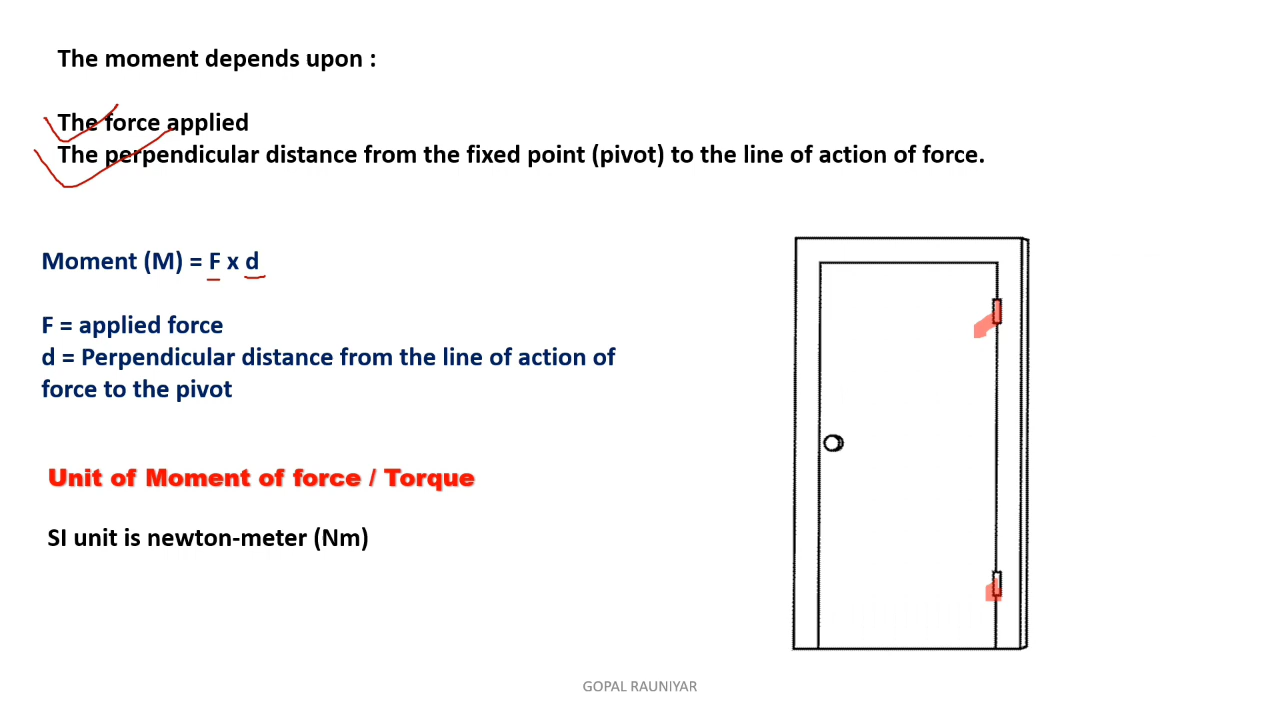 The moment depends upon :
The force applied
The perpendicular distance from the fixed point (pivot) to the line of action of force.
Moment (M) = F x d
F = applied force
d = Perpendicular distance from the line of action of
force to the pivot
Unit of Moment of force / Torque
SI unit is newton-meter (Nm)
GOPAL RAUNIYAR